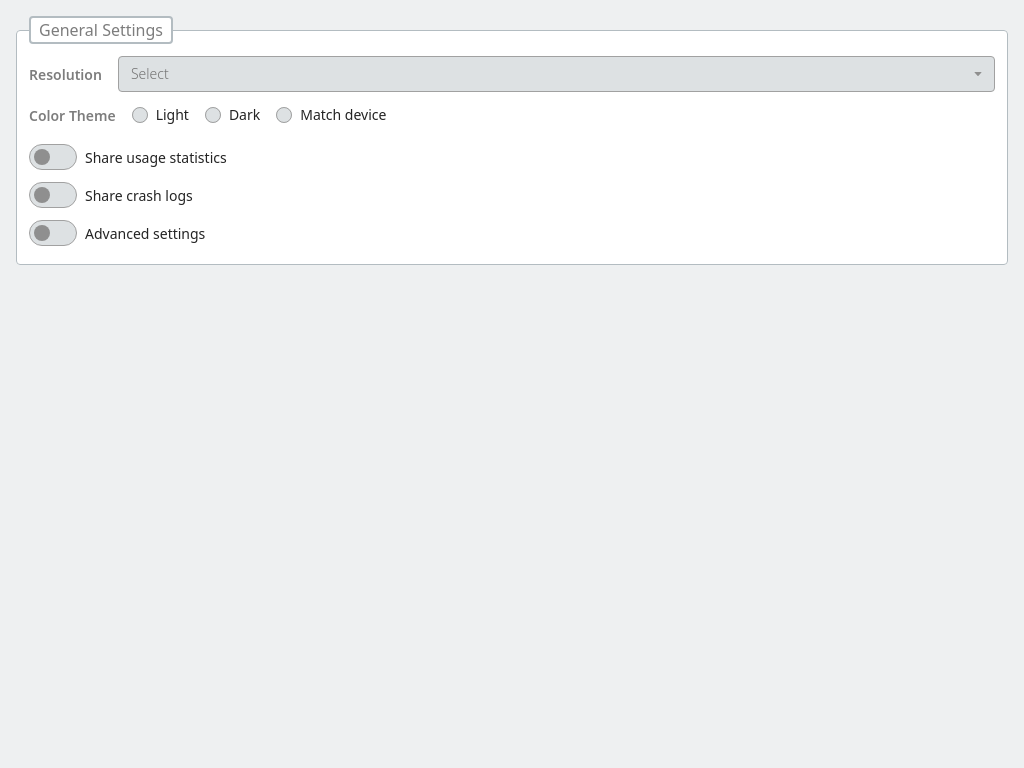 General Settings
Resolution Select
Color Theme Light Dark Match device
Share usage statistics
Share crash logs
Advanced settings